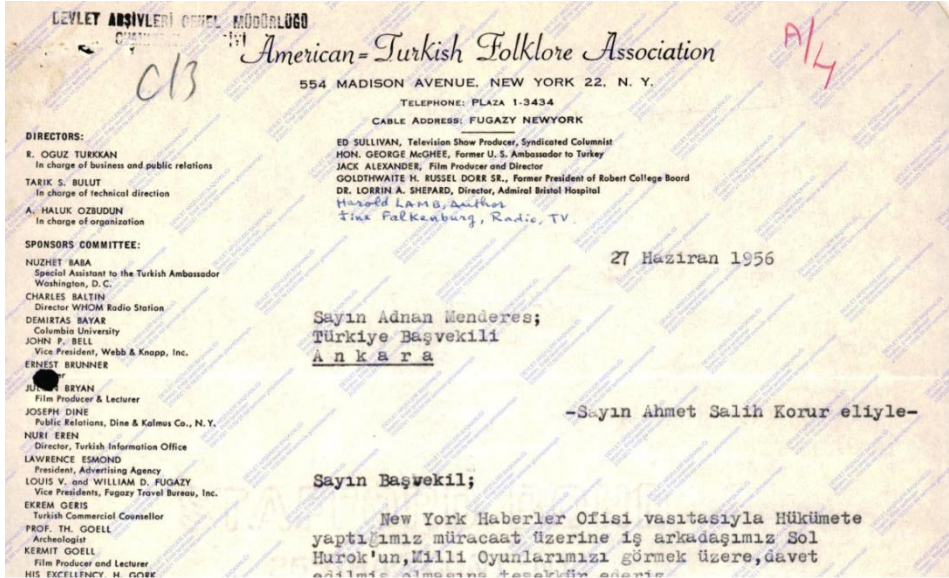 DEVLET ARŞİVLERİ GENEL MÜDÜRLÜĞÜ
C/3
A/4
American=Turkish Folklore Association
554 MADISON AVENUE, NEW YORK 22, N. Y.
TELEPHONE: PLAZA 1-3434
CABLE ADDRESS: FUGAZY NEWYORK
ED SULLIVAN, Television Show Producer, Syndicated Columnist
HON. GEORGE McGHEE, Former U. S. Ambassador to Turkey
JACK ALEXANDER, Film Producer and Director
GOLDTHWAITE H. RUSSEL DORR SR., Former President of Robert College Board
DR. LORRIN A. SHEPARD, Director, Admiral Bristol Hospital
Harold LAMB, Author
Jinx Falkenburg, Radio, TV.
DIRECTORS:
R. OGUZ TURKKAN
In charge of business and public relations
TARIK S. BULUT
In charge of technical direction
A. HALUK OZBUDUN
In charge of organization
SPONSORS COMMITTEE:
NUZHET BABA
Special Assistant to the Turkish Ambassador
Washington, D. C.
CHARLES BALTIN
Director WHOM Radio Station
DEMIRTAS BAYAR
Columbia University
JOHN P. BELL
Vice President, Webb & Knapp, Inc.
ERNEST BRUNNER
BRYAN
Film Producer & Lecturer
JOSEPH DINE
Public Relations, Dine & Kalmus Co., N. Y.
NURI EREN
Director, Turkish Information Office
LAWRENCE ESMOND
President, Advertising Agency
LOUIS V. and WILLIAM D. FUGAZY
Vice Presidents, Fugazy Travel Bureau, Inc.
EKREM GERIS
Turkish Commercial Counsellor
PROF. TH. GOELL
Archeologist
KERMIT GOELL
Film Producer and Lecturer
HIS EXCELLENCY, H. GORK
27 Haziran 1956
Sayın Adnan Menderes;
Türkiye Başvekili
A n k a r a
-Sayın Ahmet Salih Korur eliyle-
Sayın Başvekil;
New York Haberler Ofisi vasıtasıyla Hükümete
yaptığımız müracaat üzerine iş arkadaşımız Sol
Hurok'un,Milli Oyunlarımızı görmek üzere,davet
edilmiş olmasına teşekkür ederiz